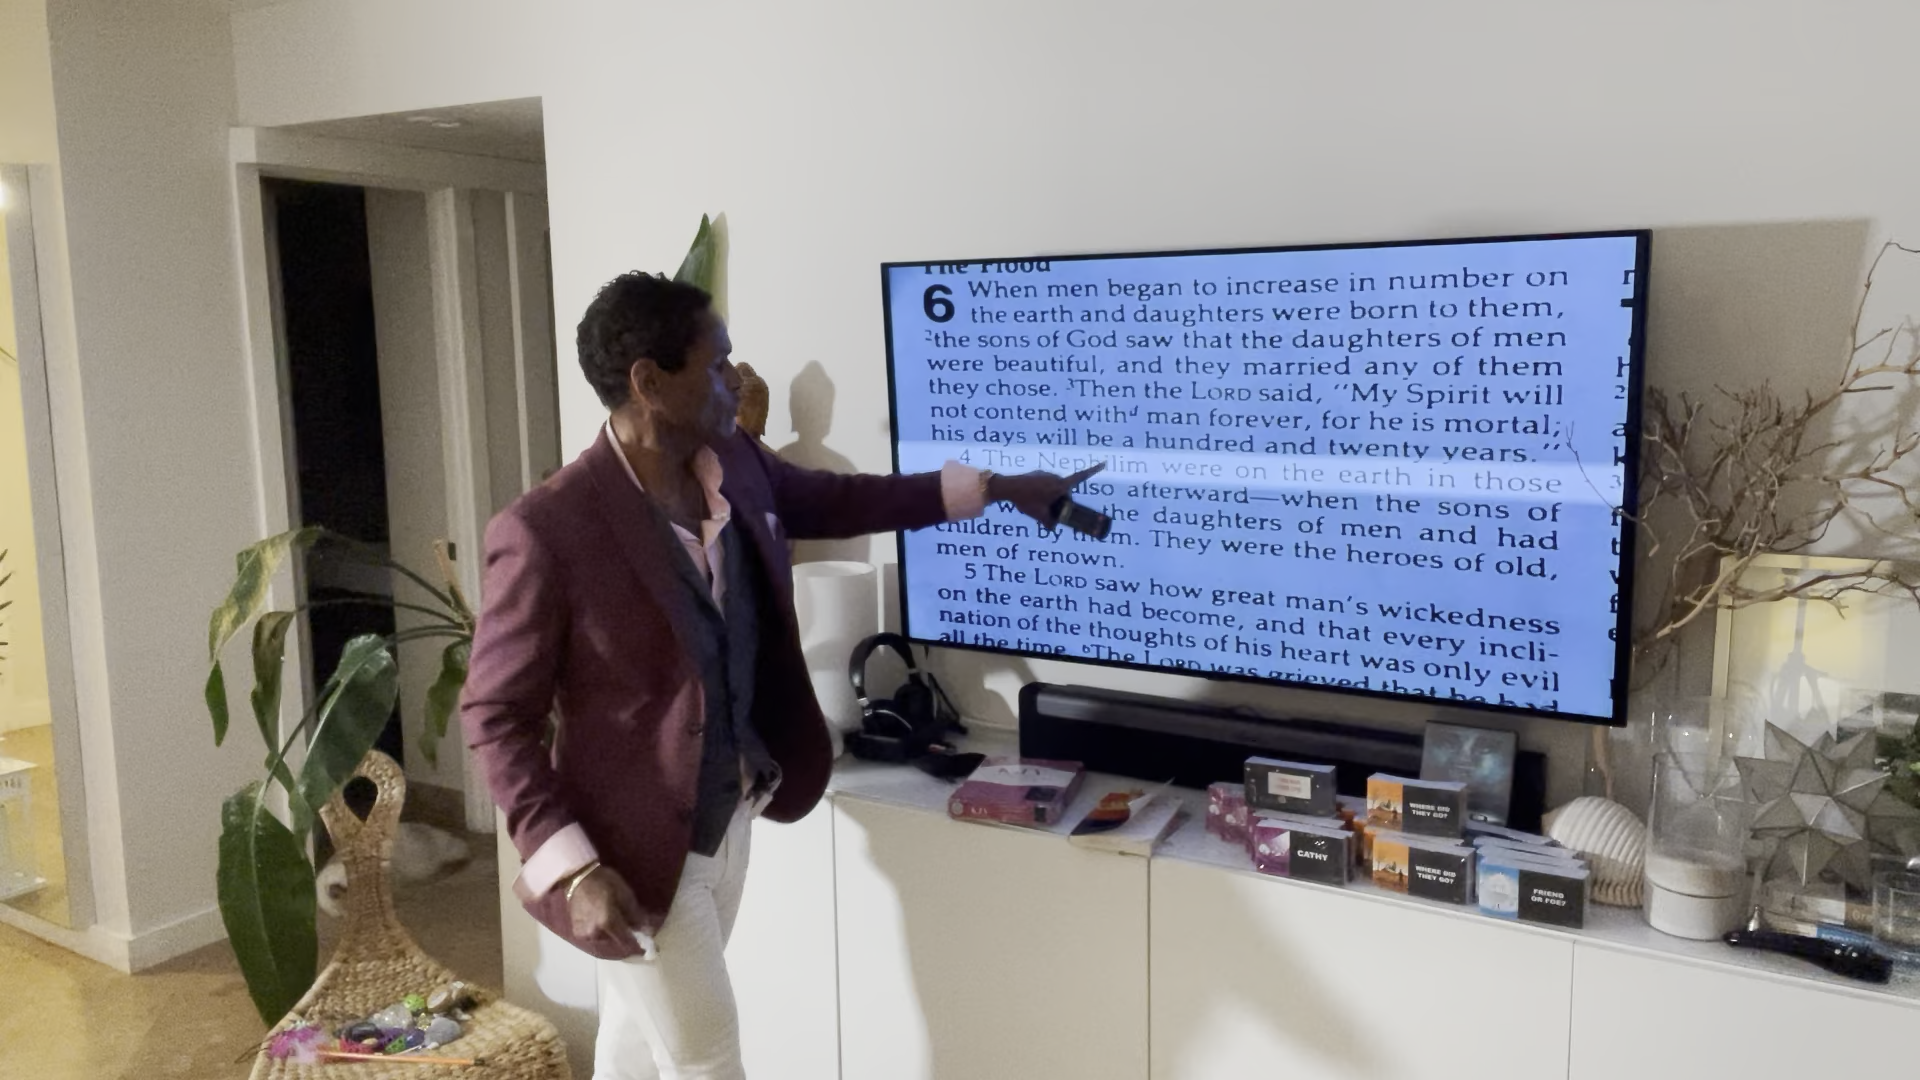 The Flood
6 When men began to increase in number on
the earth and daughters were born to them,
2the sons of God saw that the daughters of men
were beautiful, and they married any of them
they chose. 3Then the LORD said, "My Spirit will
not contend withd man forever, for he is mortal;
his days will be a hundred and twenty years."
4 The Nephilim were on the earth in those
also afterward—when the sons of
the daughters of men and had
children by them. They were the heroes of old,
men of renown.
5 The LORD saw how great man's wickedness
on the earth had become, and that every incli-
nation of the thoughts of his heart was only evil
all the time. 6The LORD was grieved that he had
WHERE DID
THEY GO?
CATHY
WHERE DID
THEY GO?
FRIEND
OR FOE?